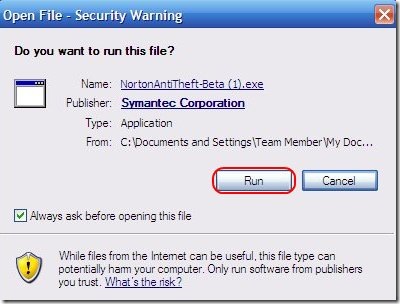 Open File - Security Warning
Do you want to run this file?
Name: NortonAntiTheft-Beta (1).exe
Publisher: Symantec Corporation
Type: Application
From: C:\Documents and Settings\Team Member\My Doc...
Run Cancel
Always ask before opening this file
While files from the Internet can be useful, this file type can
potentially harm your computer. Only run software from publishers
you trust. What's the risk?